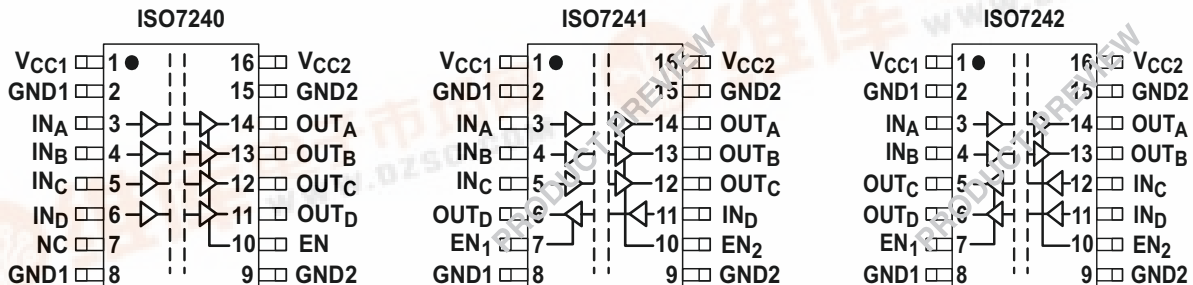 ISO7240
VCC1 1 16 VCC2
GND1 2 15 GND2
INA 3 14 OUTA
INB 4 13 OUTB
INC 5 12 OUTC
IND 6 11 OUTD
NC 7 10 EN
GND1 8 9 GND2
ISO7241
VCC1 1 16 VCC2
GND1 2 15 GND2
INA 3 14 OUTA
INB 4 13 OUTB
INC 5 12 OUTC
OUTD 6 11 IND
EN1 7 10 EN2
GND1 8 9 GND2
PRODUCT PREVIEW
ISO7242
VCC1 1 16 VCC2
GND1 2 15 GND2
INA 3 14 OUTA
INB 4 13 OUTB
OUTC 5 12 INC
OUTD 6 11 IND
EN1 7 10 EN2
GND1 8 9 GND2
PRODUCT PREVIEW
维库
WWW.DZSC.COM